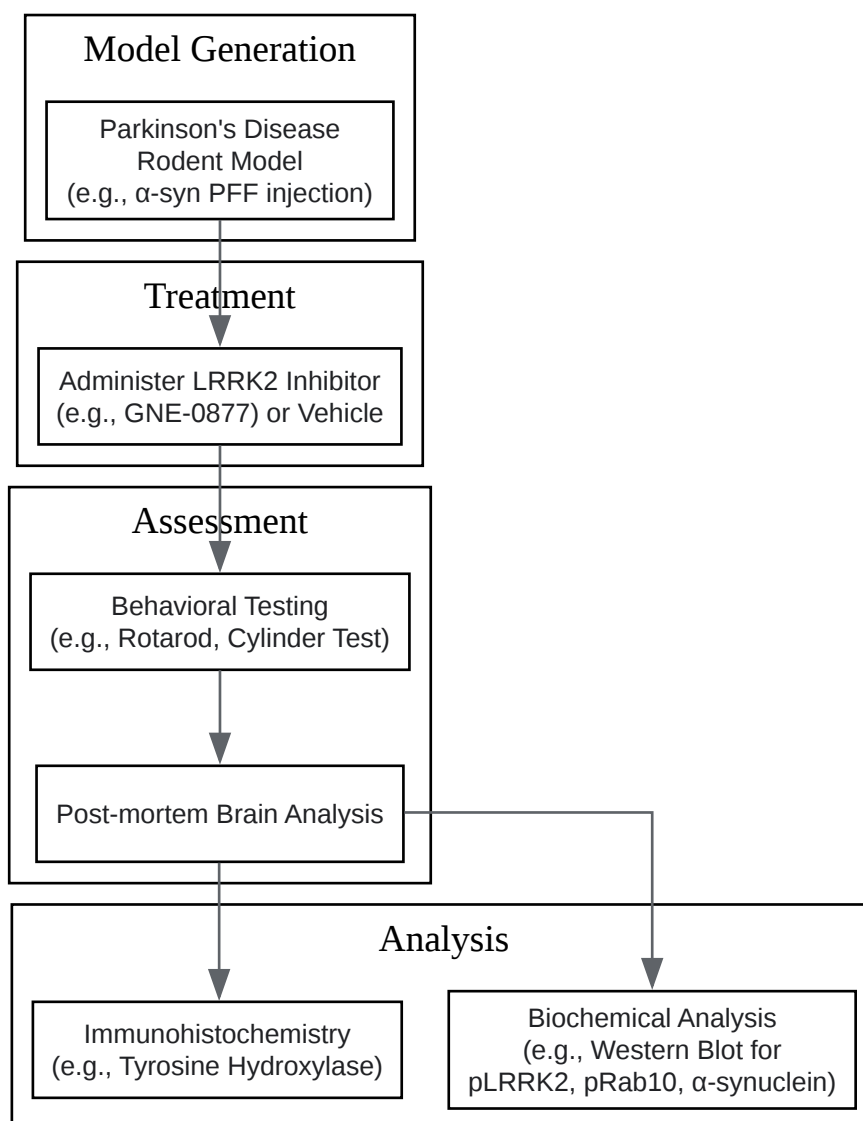 Model Generation
Parkinson's Disease
Rodent Model
(e.g., α-syn PFF injection)
Treatment
Administer LRRK2 Inhibitor
(e.g., GNE-0877) or Vehicle
Assessment
Behavioral Testing
(e.g., Rotarod, Cylinder Test)
Post-mortem Brain Analysis
Analysis
Immunohistochemistry
(e.g., Tyrosine Hydroxylase)
Biochemical Analysis
(e.g., Western Blot for
pLRRK2, pRab10, α-synuclein)